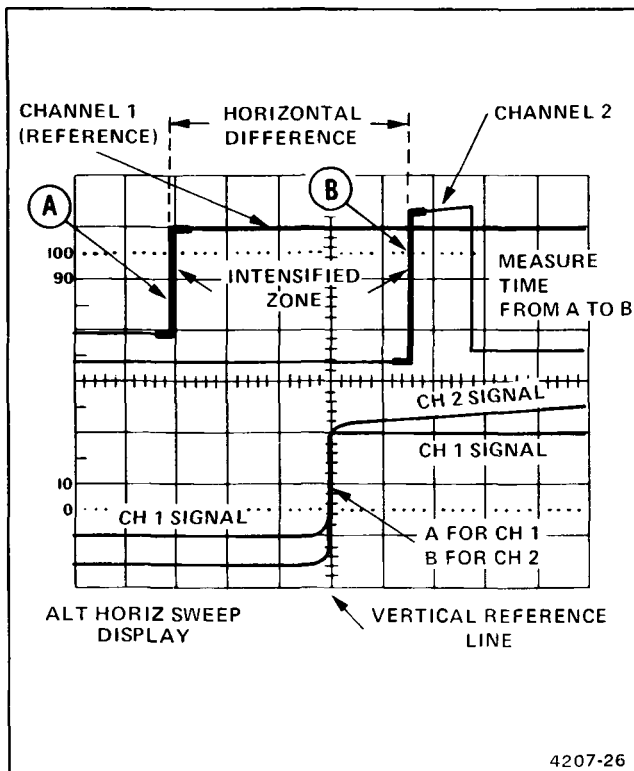 CHANNEL 1
(REFERENCE)
HORIZONTAL
DIFFERENCE
CHANNEL 2
A
B
100
90
INTENSIFIED
ZONE
MEASURE
TIME
FROM A TO B
CH 2 SIGNAL
CH 1 SIGNAL
10
0
CH 1 SIGNAL
A FOR CH 1
B FOR CH 2
ALT HORIZ SWEEP
DISPLAY
VERTICAL REFERENCE
LINE
4207-26